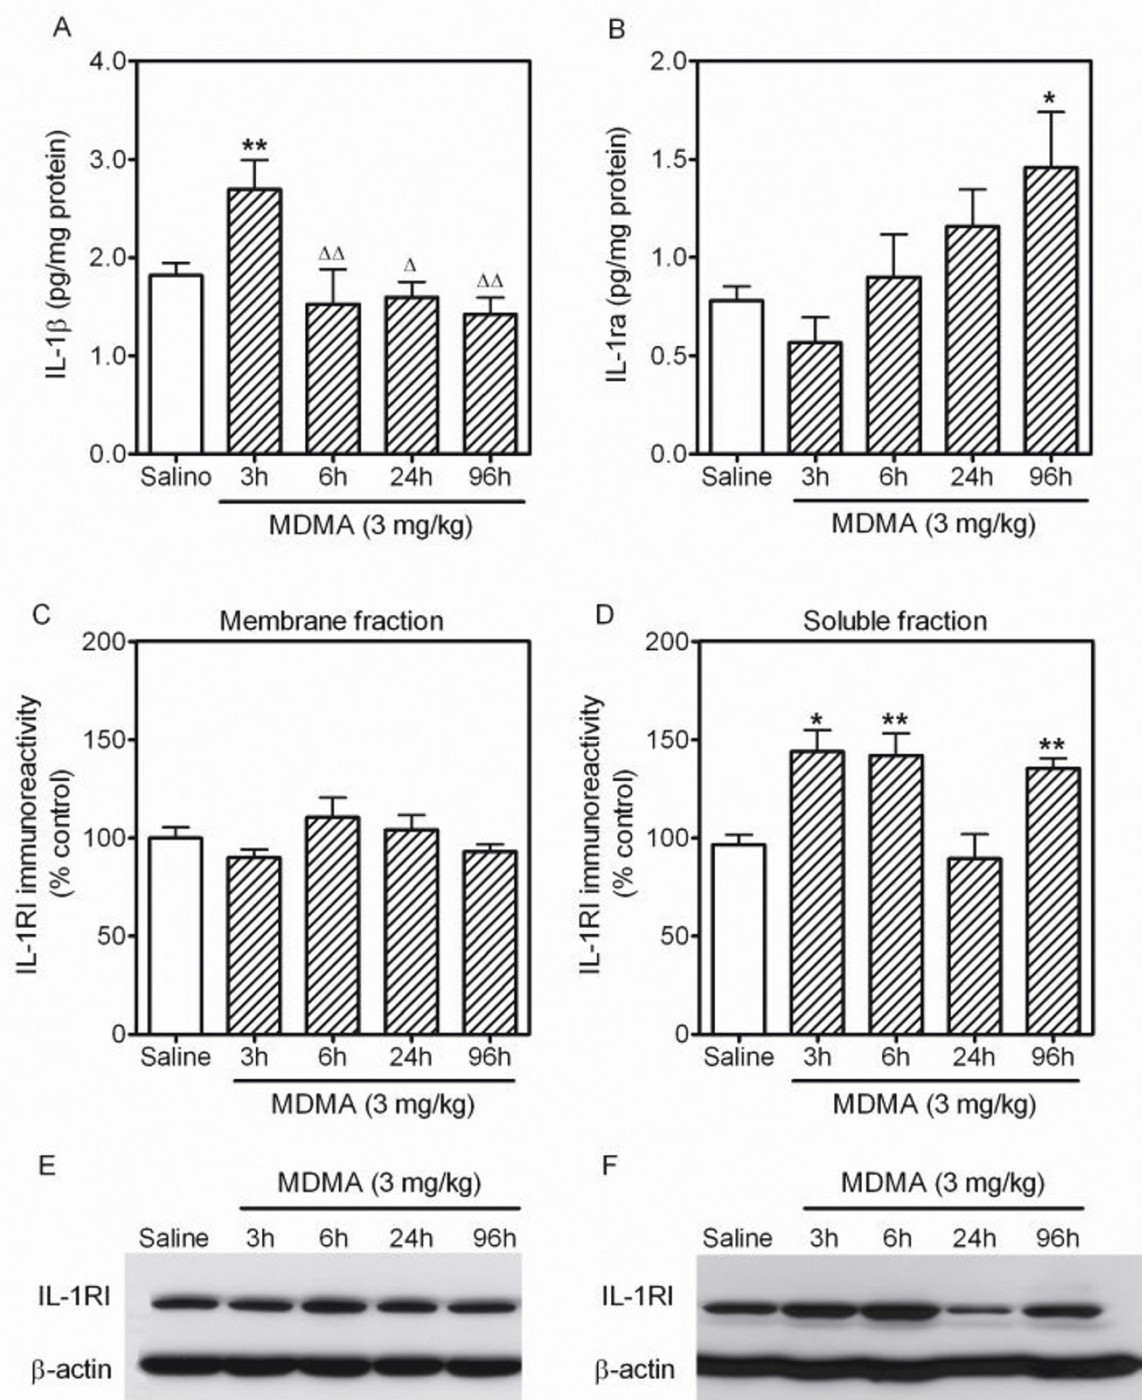 A
IL-1β (pg/mg protein)
4.0
3.0
2.0
1.0
0.0
**
ΔΔ
Δ
ΔΔ
Salino 3h 6h 24h 96h
MDMA (3 mg/kg)
B
IL-1ra (pg/mg protein)
2.0
1.5
1.0
0.5
0.0
*
Saline 3h 6h 24h 96h
MDMA (3 mg/kg)
C
Membrane fraction
IL-1RI immunoreactivity
(% control)
200
150
100
50
0
Saline 3h 6h 24h 96h
MDMA (3 mg/kg)
D
Soluble fraction
IL-1RI immunoreactivity
(% control)
200
150
100
50
0
* ** **
Saline 3h 6h 24h 96h
MDMA (3 mg/kg)
E
MDMA (3 mg/kg)
Saline 3h 6h 24h 96h
IL-1RI
β-actin
F
MDMA (3 mg/kg)
Saline 3h 6h 24h 96h
IL-1RI
β-actin